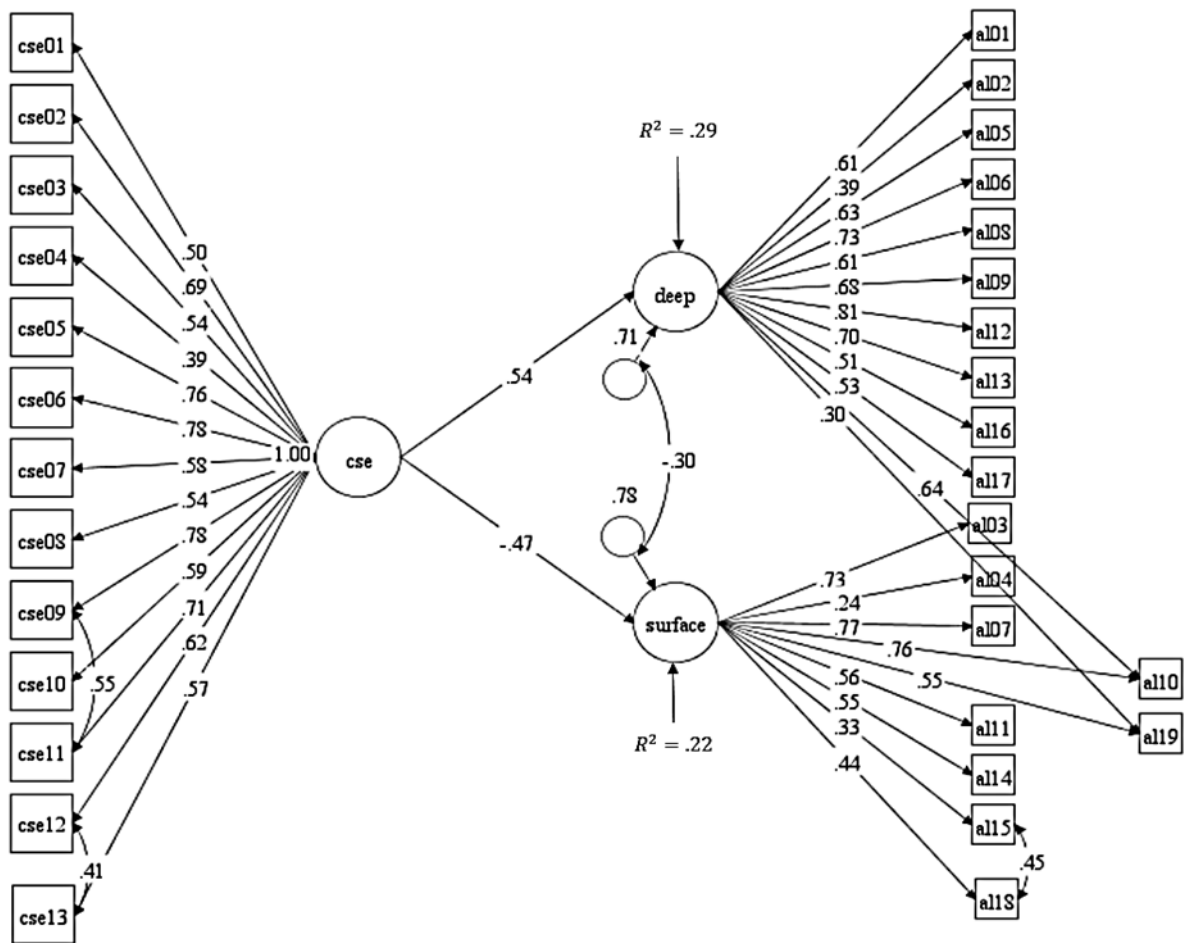 cse01
cse02
cse03
cse04
cse05
cse06
cse07
cse08
cse09
cse10
cse11
cse12
cse13
.55
.41
.50
.69
.54
.39
.76
.78
.58
.54
.78
.59
.71
.62
.57
1.00
cse
.54
-.47
R² = .29
deep
.71
-.30
.78
surface
R² = .22
.61
.39
.63
.73
.61
.68
.81
.70
.51
.53
.30
.64
.73
.24
.77
.76
.55
.56
.55
.33
.44
al01
al02
al05
al06
al08
al09
al12
al13
al16
al17
al03
al04
al07
al10
al19
al11
al14
al15
al18
.45